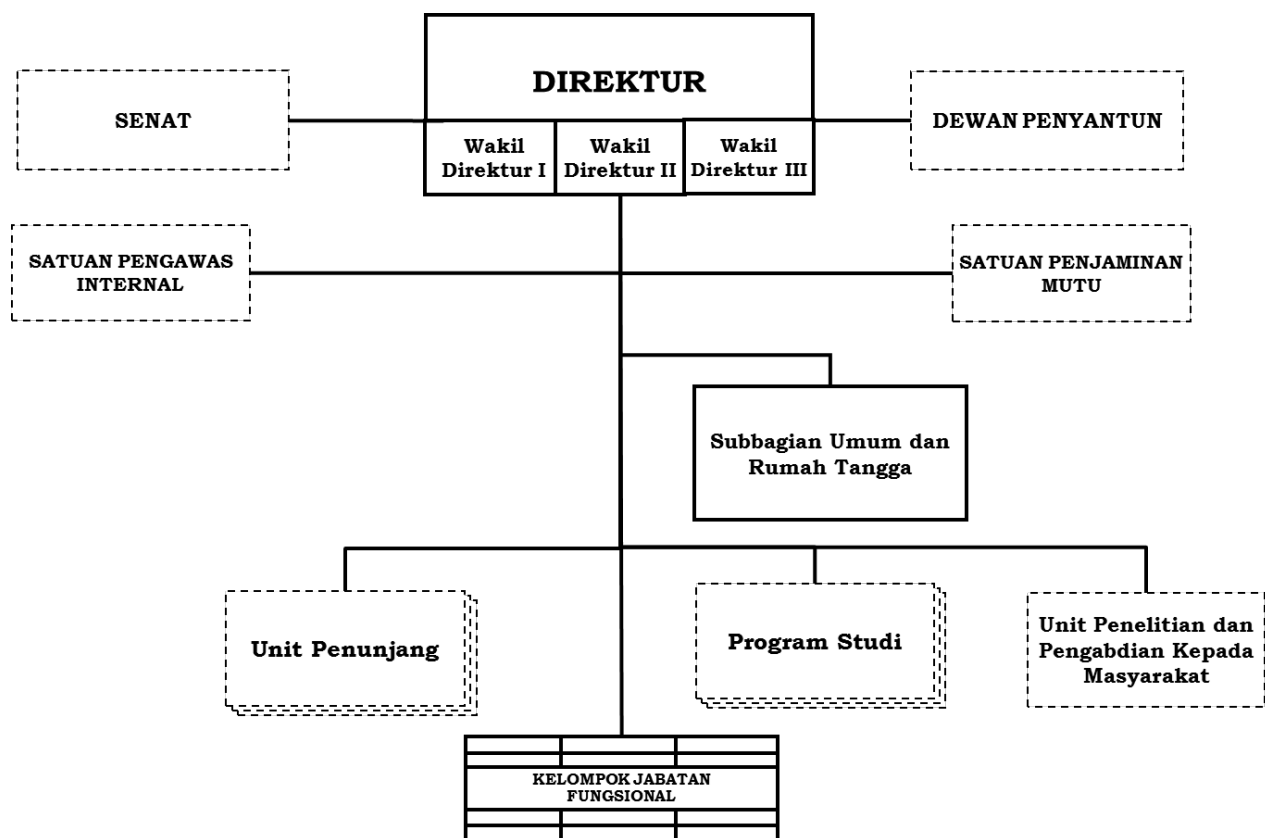 DIREKTUR
SENAT
DEWAN PENYANTUN
Wakil
Direktur I
Wakil
Direktur II
Wakil
Direktur III
SATUAN PENGAWAS
INTERNAL
SATUAN PENJAMINAN
MUTU
Subbagian Umum dan
Rumah Tangga
Unit Penunjang
Program Studi
Unit Penelitian dan
Pengabdian Kepada
Masyarakat
KELOMPOK JABATAN
FUNGSIONAL